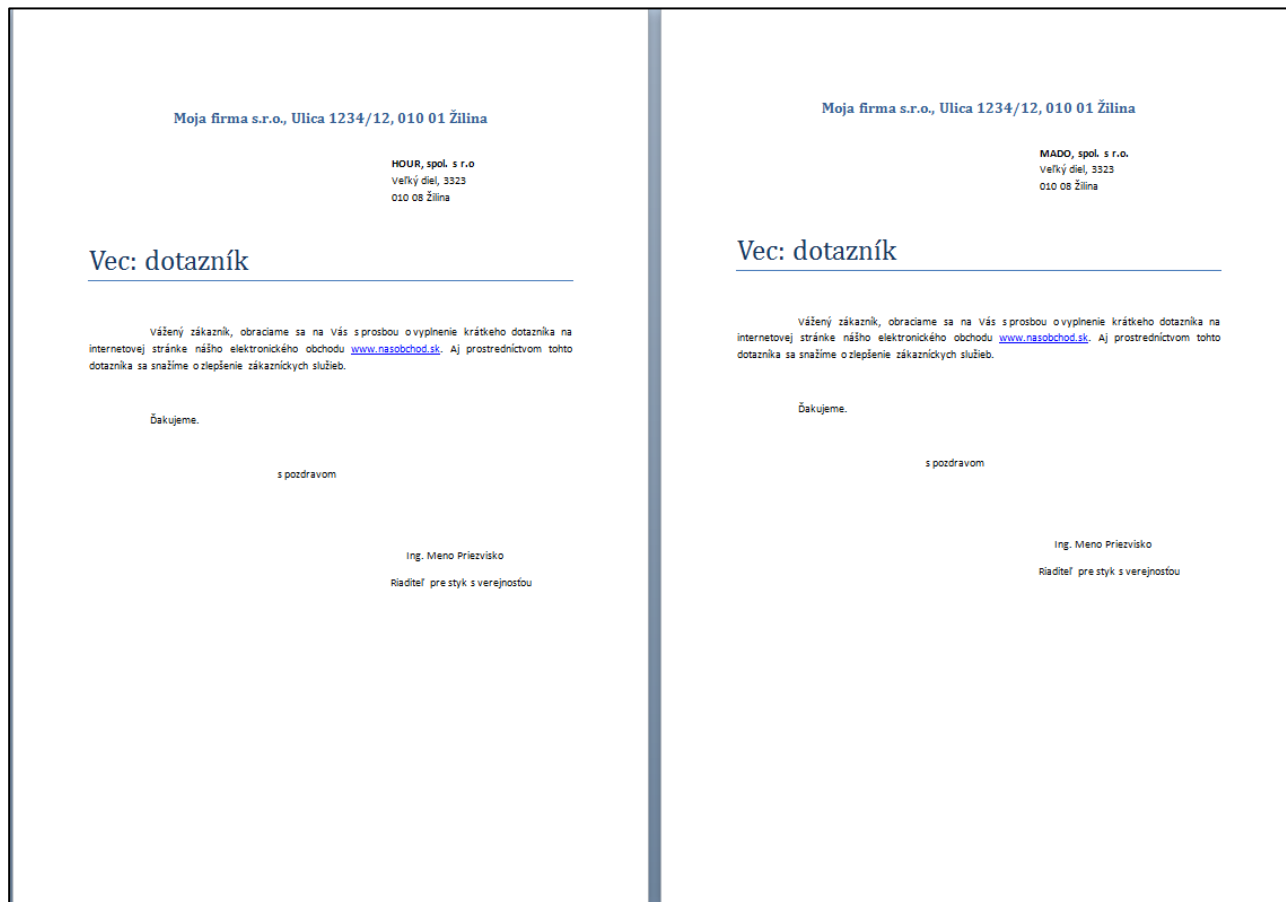 Moja firma s.r.o., Ulica 1234/12, 010 01 Žilina
HOUR, spol. s r.o
Veľký diel, 3323
010 08 Žilina
Vec: dotazník
Vážený zákazník, obraciame sa na Vás s prosbou o vyplnenie krátkeho dotazníka na
internetovej stránke nášho elektronického obchodu www.nasobchod.sk. Aj prostredníctvom tohto
dotazníka sa snažíme o zlepšenie zákazníckych služieb.
Ďakujeme.
s pozdravom
Ing. Meno Priezvisko
Riaditeľ pre styk s verejnosťou
Moja firma s.r.o., Ulica 1234/12, 010 01 Žilina
MADO, spol. s r.o.
Veľký diel, 3323
010 08 Žilina
Vec: dotazník
Vážený zákazník, obraciame sa na Vás s prosbou o vyplnenie krátkeho dotazníka na
internetovej stránke nášho elektronického obchodu www.nasobchod.sk. Aj prostredníctvom tohto
dotazníka sa snažíme o zlepšenie zákazníckych služieb.
Ďakujeme.
s pozdravom
Ing. Meno Priezvisko
Riaditeľ pre styk s verejnosťou